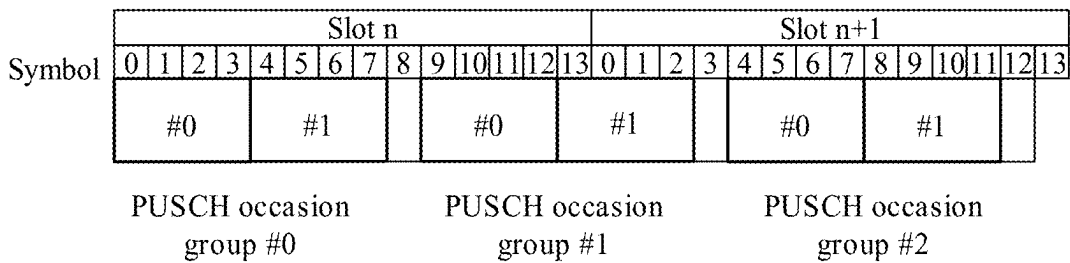 Slot n Slot n+1
Symbol 0 1 2 3 4 5 6 7 8 9 10 11 12 13 0 1 2 3 4 5 6 7 8 9 10 11 12 13
#0 #1 #0 #1 #0 #1
PUSCH occasion PUSCH occasion PUSCH occasion
group #0 group #1 group #2